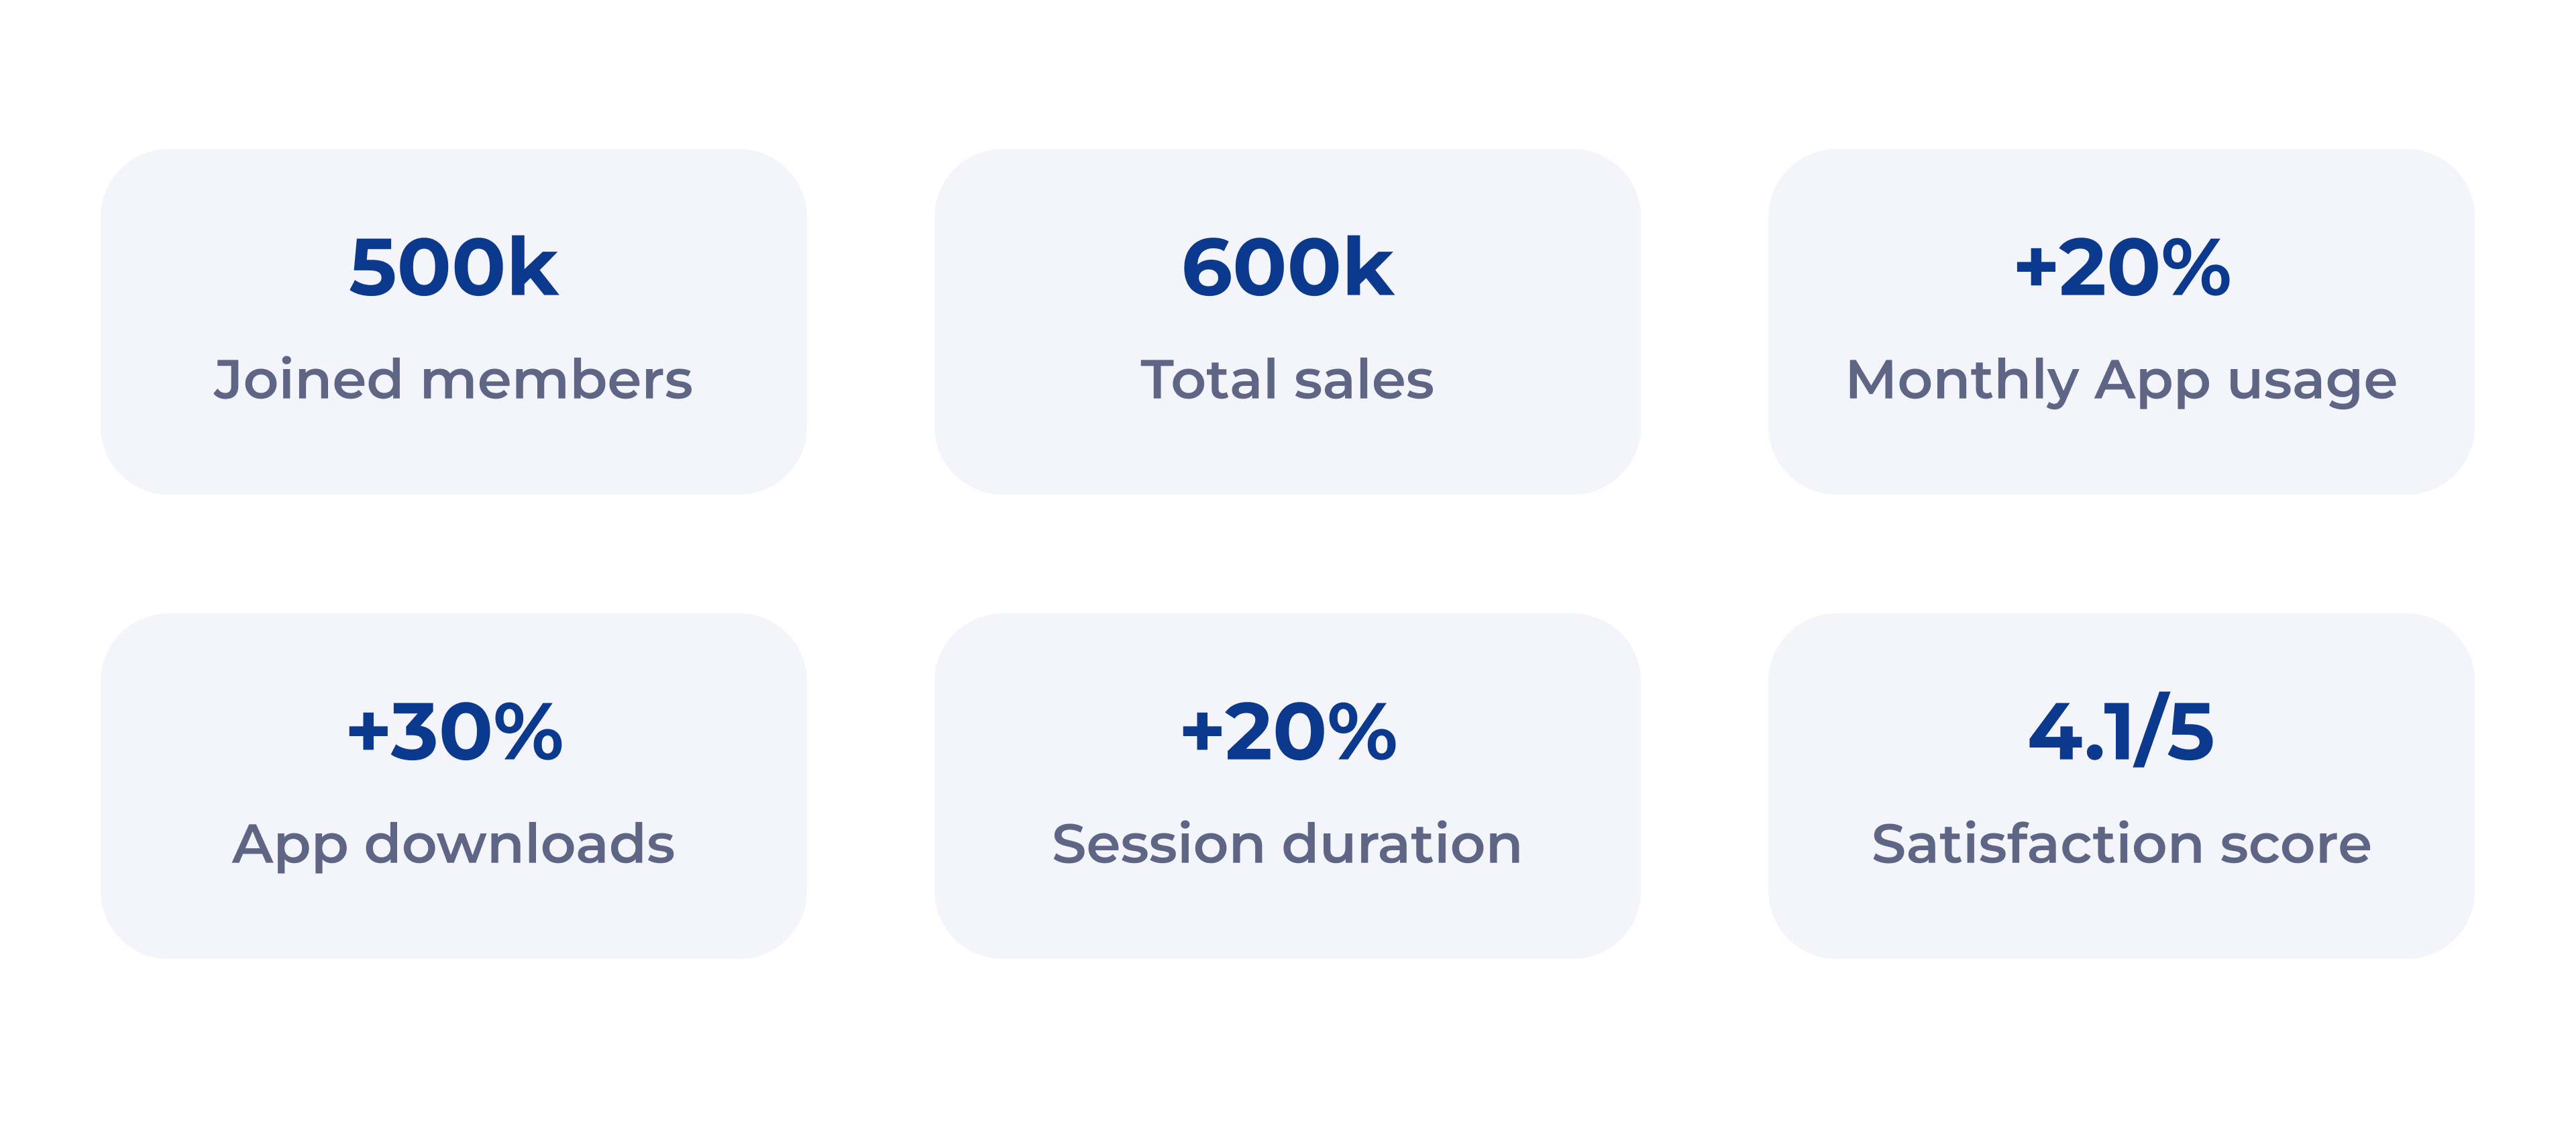 500k
Joined members
600k
Total sales
+20%
Monthly App usage
+30%
App downloads
+20%
Session duration
4.1/5
Satisfaction score